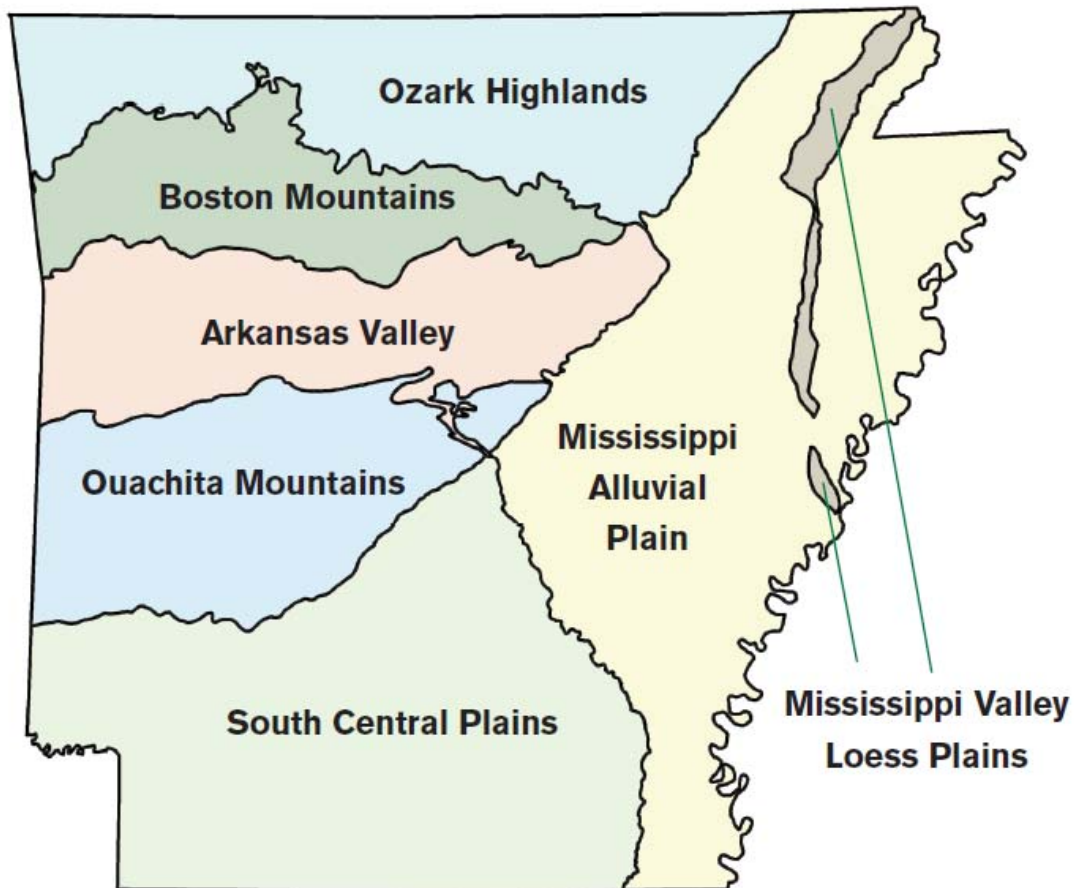 Ozark Highlands
Boston Mountains
Arkansas Valley
Mississippi
Alluvial
Plain
Ouachita Mountains
South Central Plains
Mississippi Valley
Loess Plains